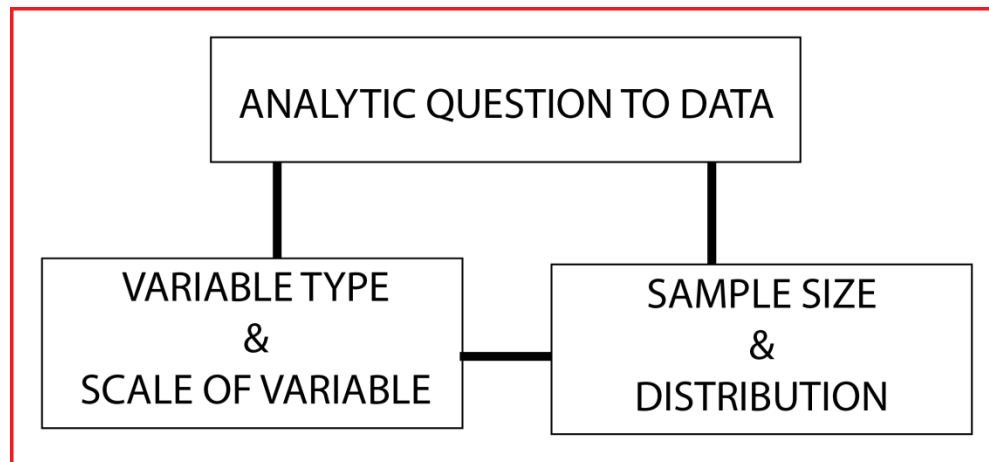 ANALYTIC QUESTION TO DATA
VARIABLE TYPE
&
SCALE OF VARIABLE
SAMPLE SIZE
&
DISTRIBUTION